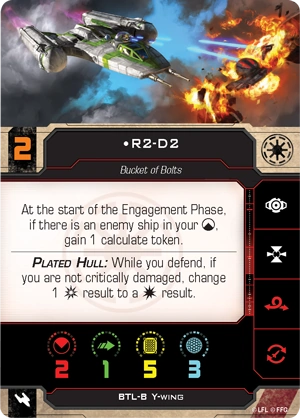 •R2-D2
2
Bucket of Bolts
At the start of the Engagement Phase,
if there is an enemy ship in your ,
gain 1 calculate token.
PLATED HULL: While you defend, if
you are not critically damaged, change
1 result to a result.
2 1 5 3
BTL-B Y-WING
©LFL ©FFG